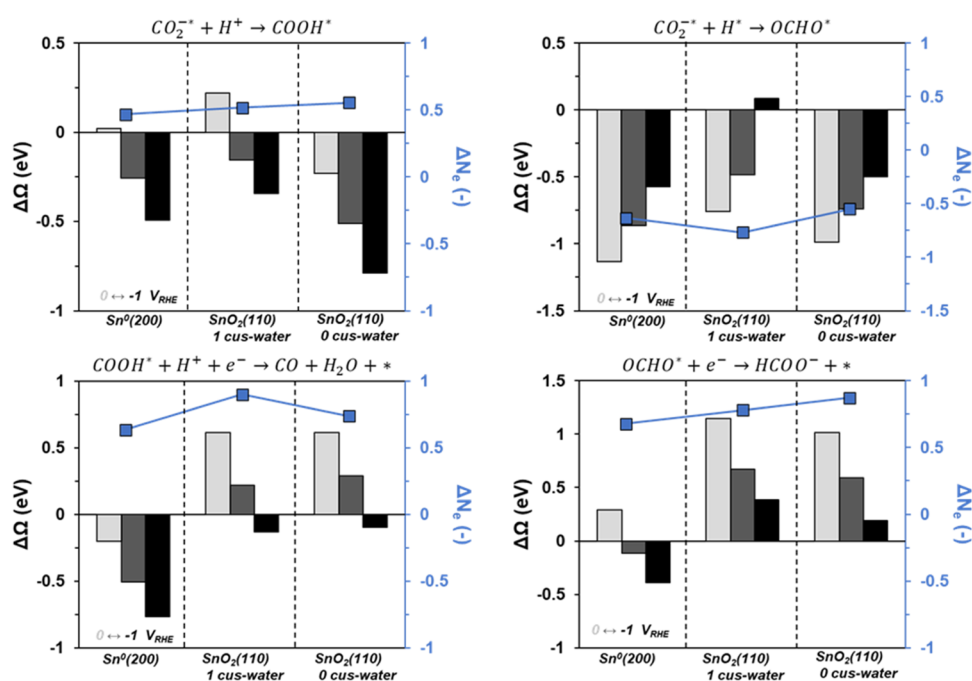 CO₂⁻* + H⁺ → COOH*
0.5
0
-0.5
-1
ΔΩ (eV)
1
0.5
0
-0.5
-1
ΔNe (-)
0 ↔ -1 V_RHE
Sn⁰(200)
SnO₂(110)
1 cus-water
SnO₂(110)
0 cus-water
CO₂⁻* + H* → OCHO*
0.5
0
-0.5
-1
-1.5
ΔΩ (eV)
1
0.5
0
-0.5
-1
-1.5
ΔNe (-)
0 ↔ -1 V_RHE
Sn⁰(200)
SnO₂(110)
1 cus-water
SnO₂(110)
0 cus-water
COOH* + H⁺ + e⁻ → CO + H₂O + *
1
0.5
0
-0.5
-1
ΔΩ (eV)
1
0.5
0
-0.5
-1
ΔNe (-)
0 ↔ -1 V_RHE
Sn⁰(200)
SnO₂(110)
1 cus-water
SnO₂(110)
0 cus-water
OCHO* + e⁻ → HCOO⁻ + *
1.5
1
0.5
0
-0.5
-1
ΔΩ (eV)
1
0.5
0
-0.5
-1
ΔNe (-)
0 ↔ -1 V_RHE
Sn⁰(200)
SnO₂(110)
1 cus-water
SnO₂(110)
0 cus-water